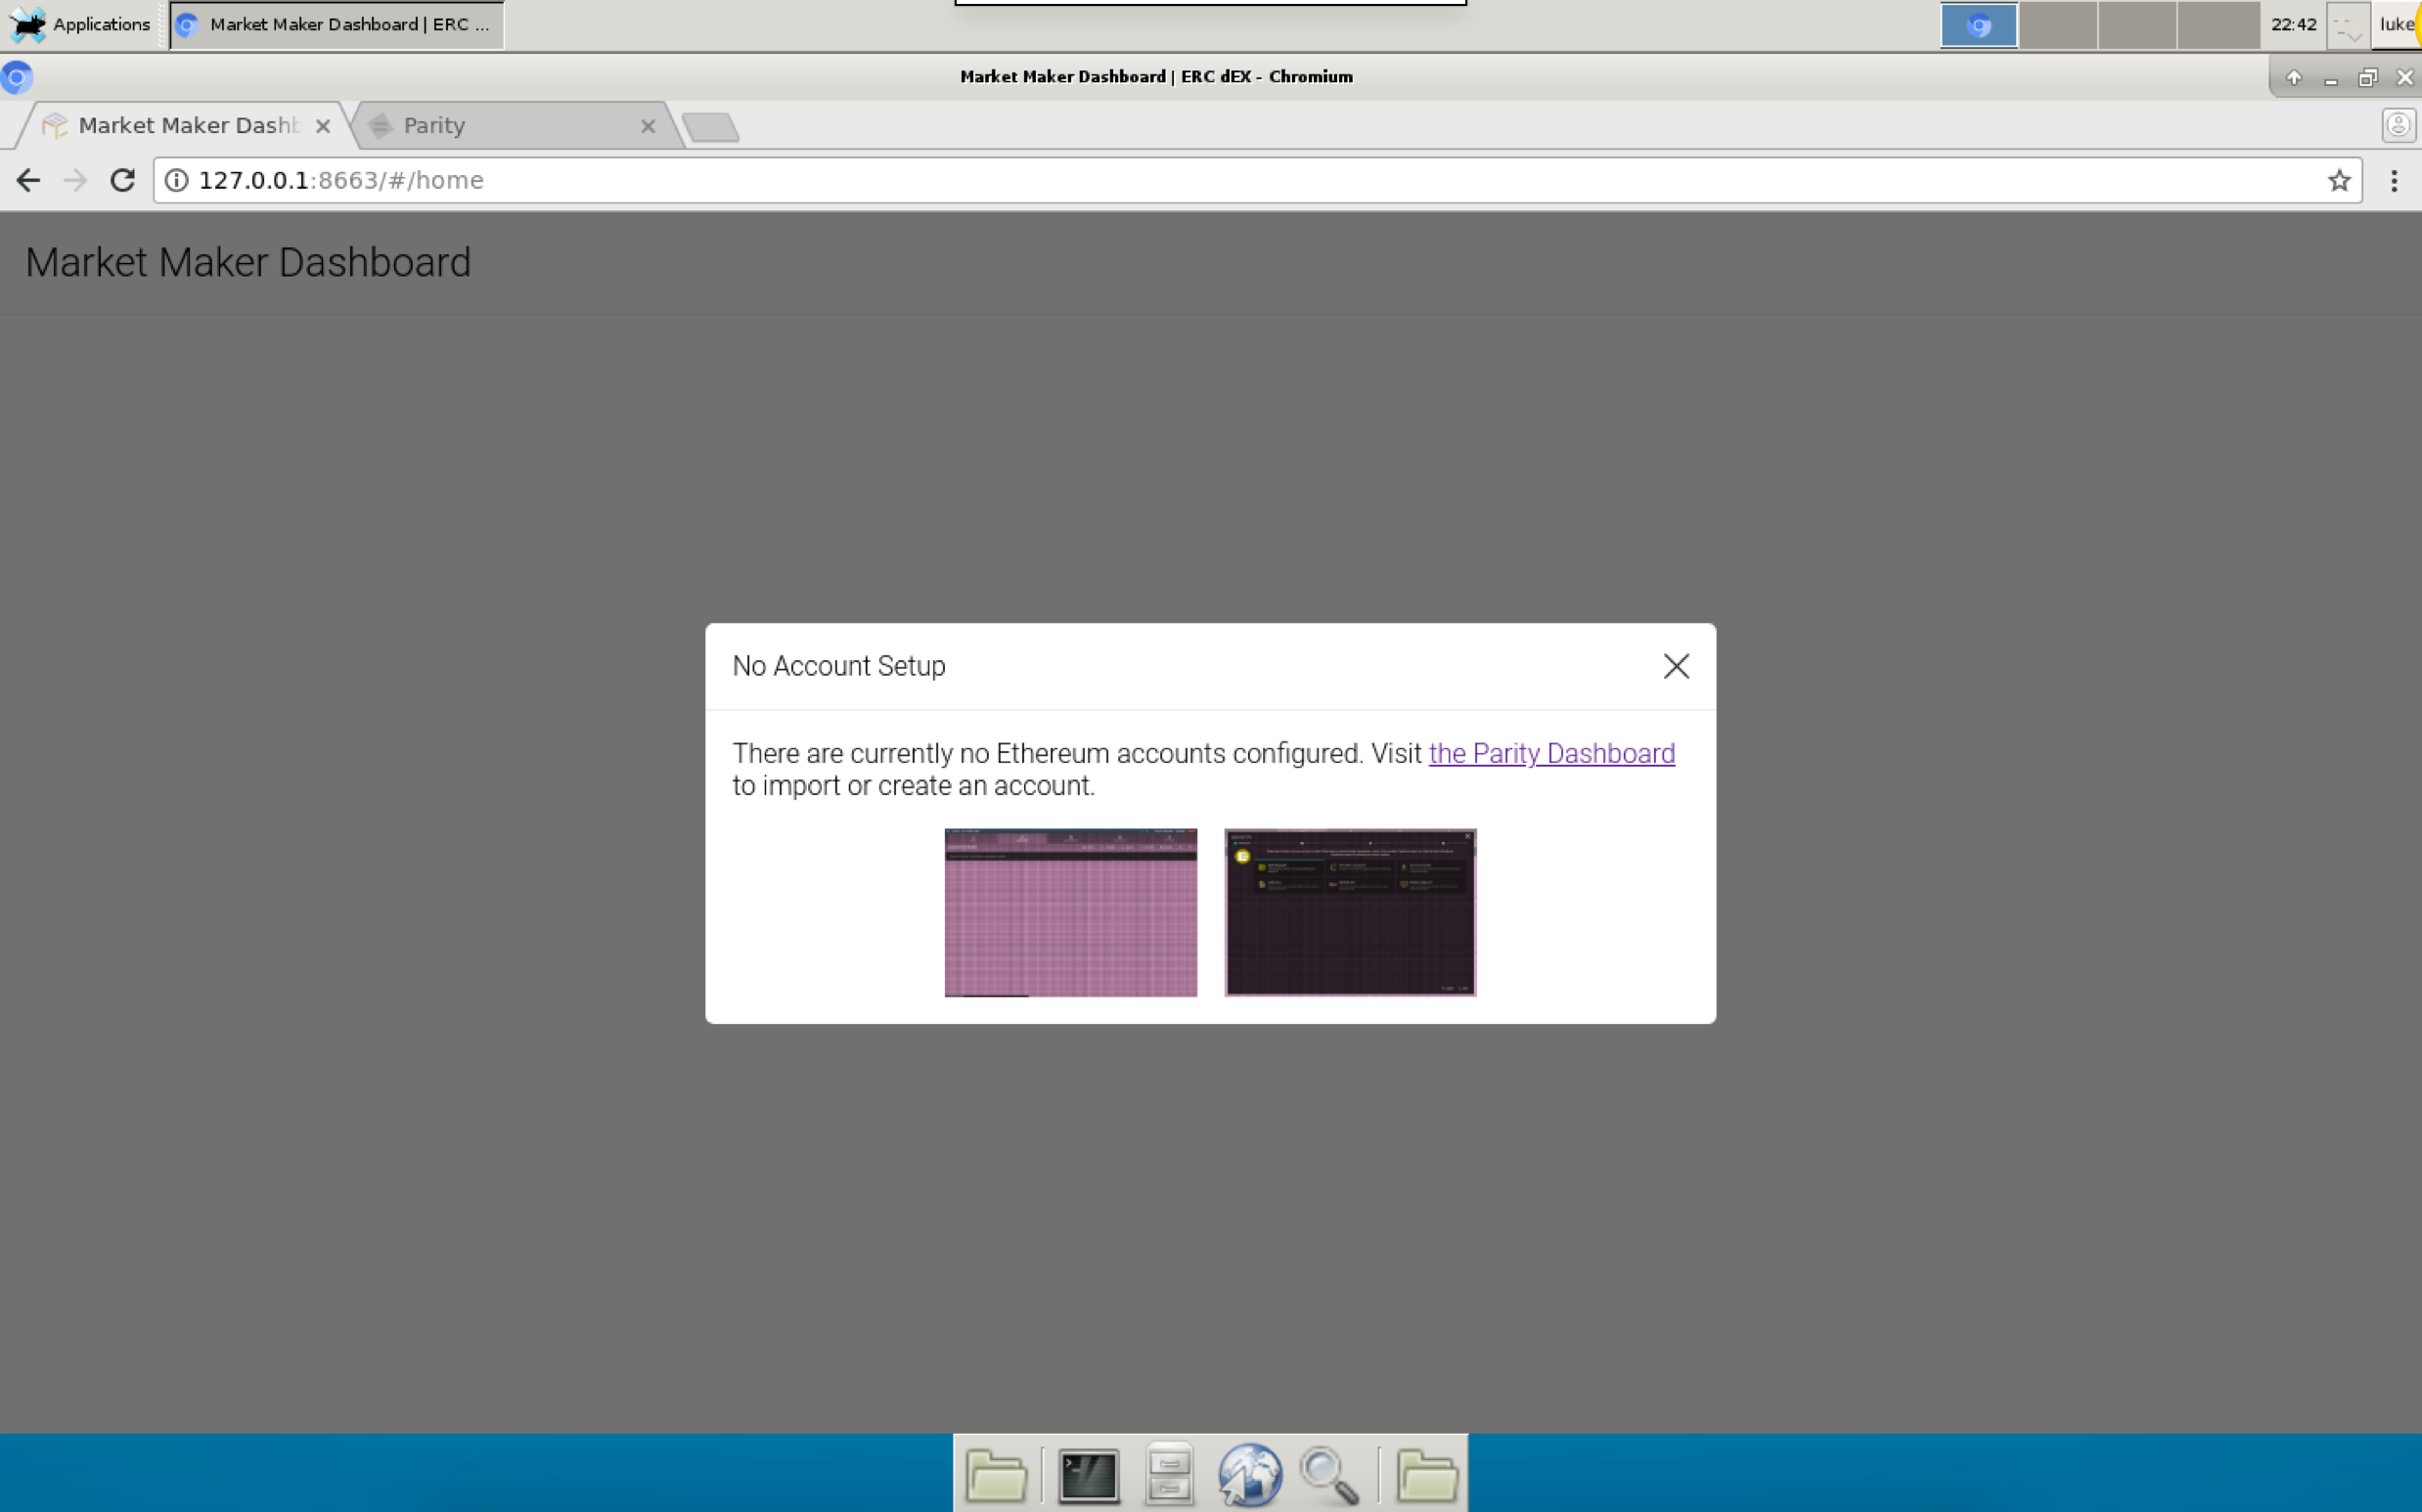 Applications
Market Maker Dashboard | ERC ...
22:42
luke
Market Maker Dashboard | ERC dEX - Chromium
Market Maker Dashb
Parity
127.0.0.1:8663/#/home
Market Maker Dashboard
No Account Setup
There are currently no Ethereum accounts configured. Visit the Parity Dashboard
to import or create an account.